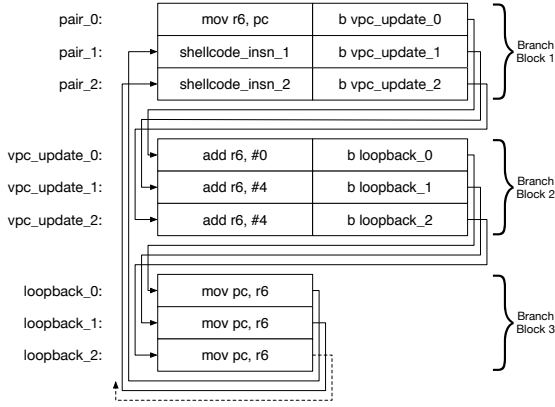 pair_0: mov r6, pc b vpc_update_0
pair_1: shellcode_insn_1 b vpc_update_1
pair_2: shellcode_insn_2 b vpc_update_2
Branch
Block 1
vpc_update_0: add r6, #0 b loopback_0
vpc_update_1: add r6, #4 b loopback_1
vpc_update_2: add r6, #4 b loopback_2
Branch
Block 2
loopback_0: mov pc, r6
loopback_1: mov pc, r6
loopback_2: mov pc, r6
Branch
Block 3